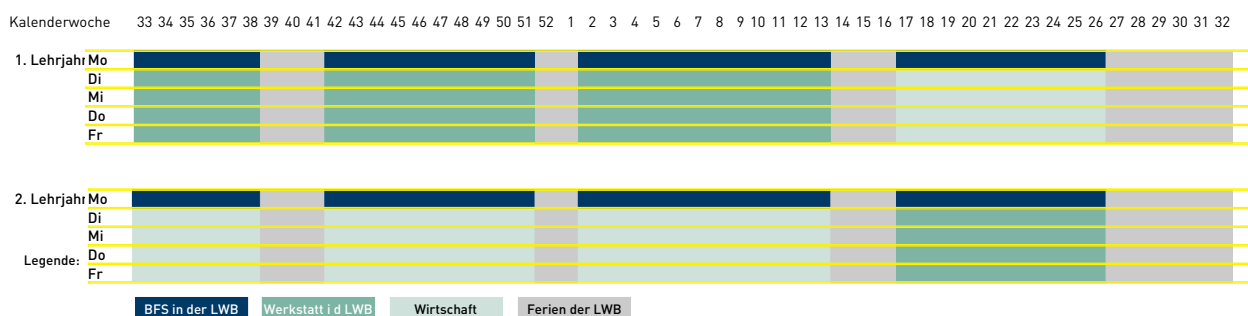 Kalenderwoche 33 34 35 36 37 38 39 40 41 42 43 44 45 46 47 48 49 50 51 52 1 2 3 4 5 6 7 8 9 10 11 12 13 14 15 16 17 18 19 20 21 22 23 24 25 26 27 28 29 30 31 32
1. Lehrjahr Mo
Di
Mi
Do
Fr
2. Lehrjahr Mo
Di
Mi
Legende: Do
Fr
BFS in der LWB Werkstatt i d LWB Wirtschaft Ferien der LWB